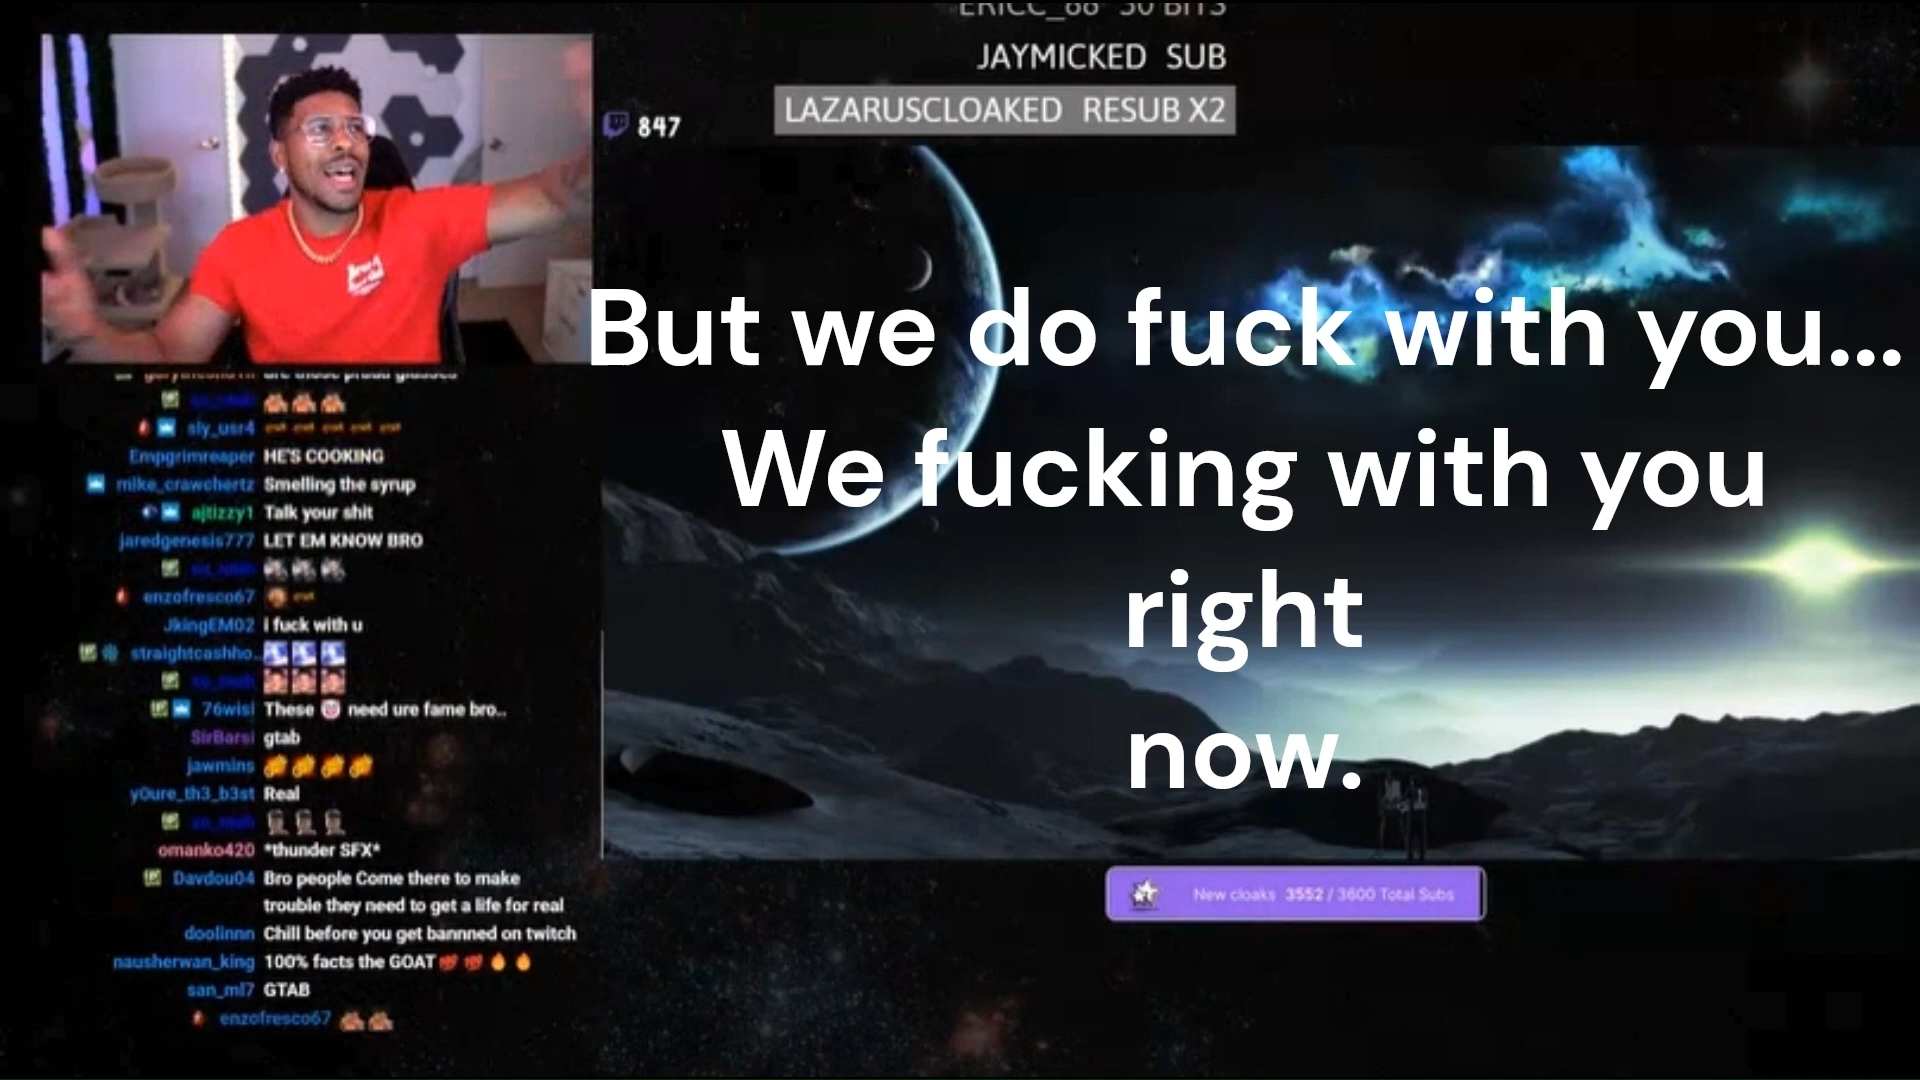 JAYMICKED SUB
LAZARUSCLOAKED RESUB X2
847
But we do fuck with you...
We fucking with you
right
now.
sly_usr4
Empgrimreaper HE'S COOKING
mike_crawchertz Smelling the syrup
ajtizzy1 Talk your shit
jaredgenesis777 LET EM KNOW BRO
enzofresco67
JkingEM02 i fuck with u
straightcashho..
76wisi These need ure fame bro..
SirBarsi gtab
jawmins
y0ure_th3_b3st Real
omanko420 *thunder SFX*
Davdou04 Bro people Come there to make
trouble they need to get a life for real
doolinnn Chill before you get bannned on twitch
nausherwan_king 100% facts the GOAT
san_ml7 GTAB
enzofresco67
New cloaks 3552 / 3600 Total Subs